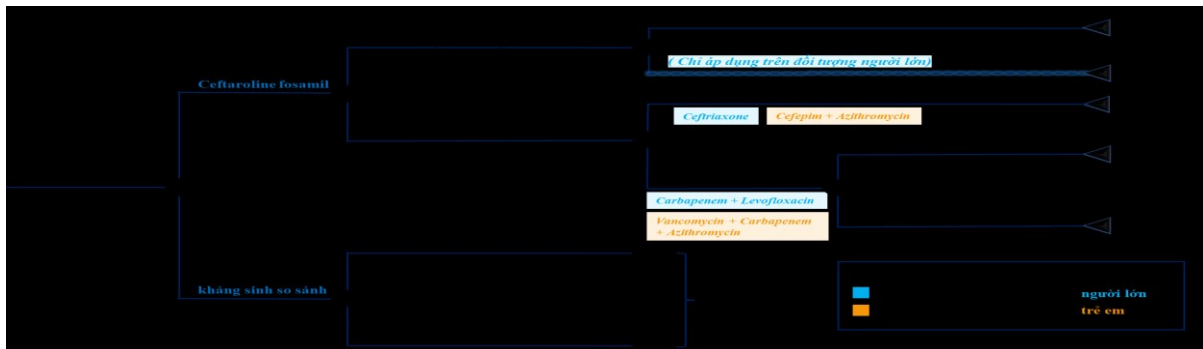 ( Chỉ áp dụng trên đối tượng người lớn)
Ceftaroline fosamil
Ceftriaxone
Cefepim + Azithromycin
Carbapenem + Levofloxacin
Vancomycin + Carbapenem
+ Azithromycin
kháng sinh so sánh
người lớn
trẻ em